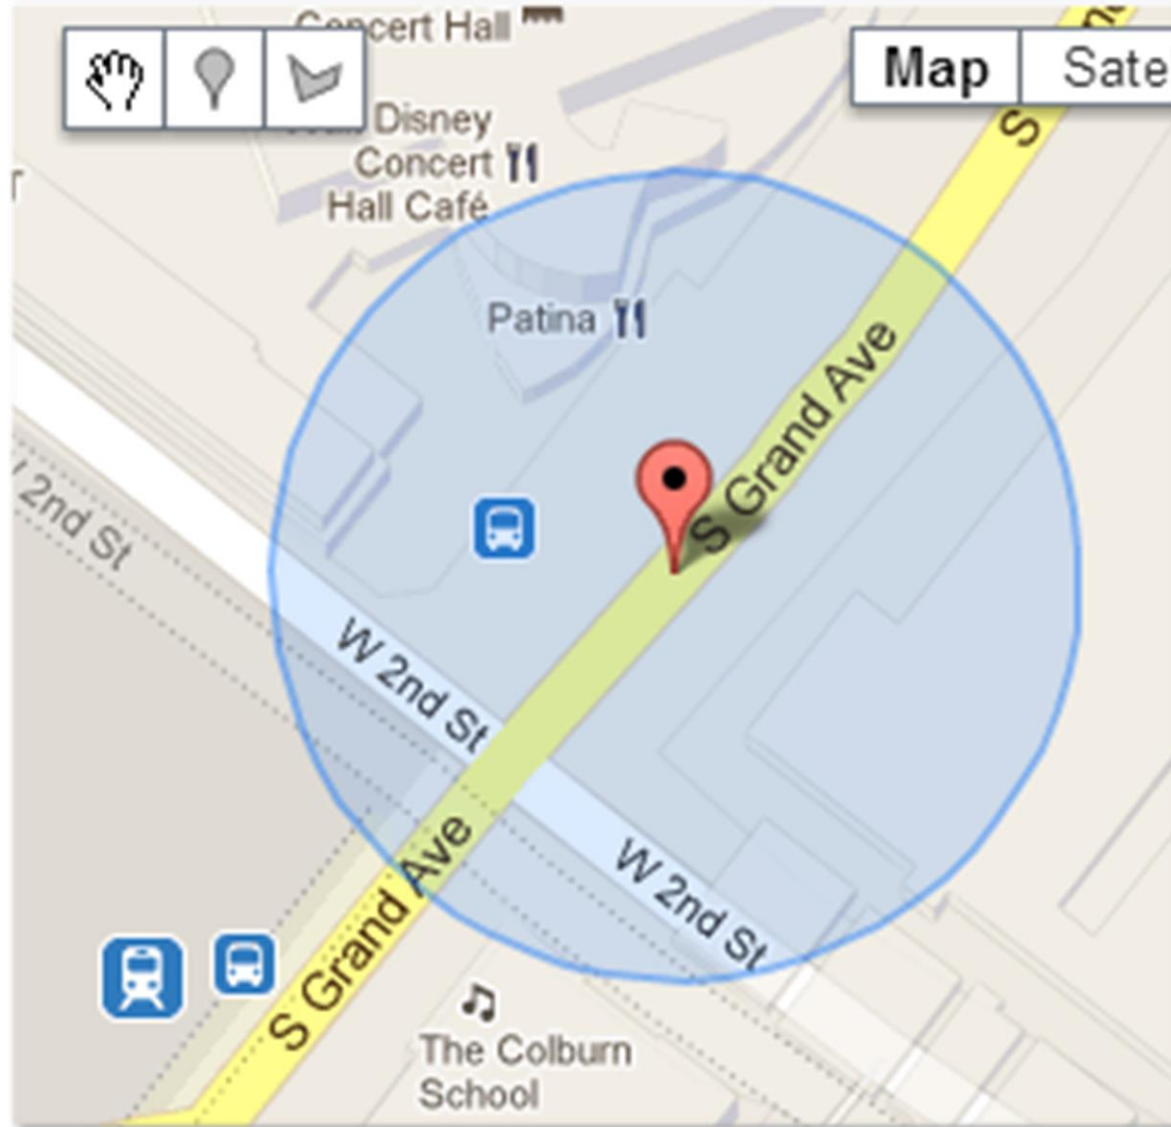 Concert Hall
Map
Sate
Disney
Concert
Hall Café
S
Patina
S Grand Ave
2nd St
W 2nd St
W 2nd St
S Grand Ave
The Colburn
School